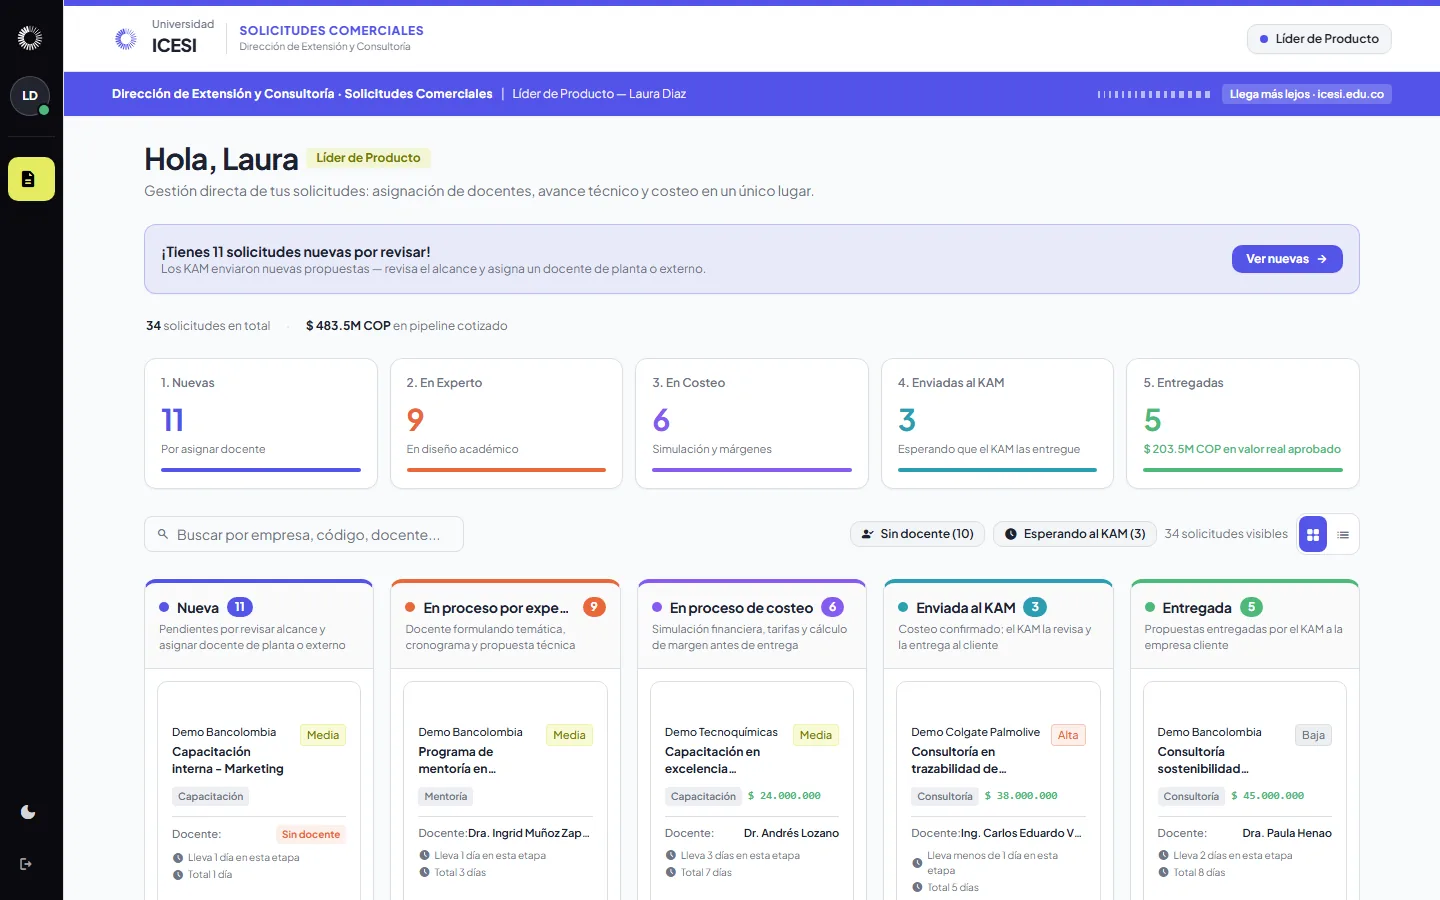 Universidad
ICESI
SOLICITUDES COMERCIALES
Dirección de Extensión y Consultoría
Líder de Producto
LD
Dirección de Extensión y Consultoría · Solicitudes Comerciales | Líder de Producto — Laura Diaz
Llega más lejos · icesi.edu.co
Hola, Laura
Líder de Producto
Gestión directa de tus solicitudes: asignación de docentes, avance técnico y costeo en un único lugar.
¡Tienes 11 solicitudes nuevas por revisar!
Los KAM enviaron nuevas propuestas — revisa el alcance y asigna un docente de planta o externo.
Ver nuevas →
34 solicitudes en total · $ 483.5M COP en pipeline cotizado
1. Nuevas
11
Por asignar docente
2. En Experto
9
En diseño académico
3. En Costeo
6
Simulación y márgenes
4. Enviadas al KAM
3
Esperando que el KAM las entregue
5. Entregadas
5
$ 203.5M COP en valor real aprobado
Buscar por empresa, código, docente...
Sin docente (10)
Esperando al KAM (3)
34 solicitudes visibles
Nueva 11
Pendientes por revisar alcance y
asignar docente de planta o externo
Demo Bancolombia
Media
Capacitación
interna - Marketing
Capacitación
Docente:
Sin docente
Lleva 1 día en esta etapa
Total 1 día
En proceso por expe... 9
Docente formulando temática,
cronograma y propuesta técnica
Demo Bancolombia
Media
Programa de
mentoría en...
Mentoría
Docente: Dra. Ingrid Muñoz Zap...
Lleva 1 día en esta etapa
Total 3 días
En proceso de costeo 6
Simulación financiera, tarifas y cálculo
de margen antes de entrega
Demo Tecnoquímicas
Media
Capacitación en
excelencia...
Capacitación $ 24.000.000
Docente: Dr. Andrés Lozano
Lleva 3 días en esta etapa
Total 7 días
Enviada al KAM 3
Costeo confirmado; el KAM la revisa y
la entrega al cliente
Demo Colgate Palmolive
Alta
Consultoría en
trazabilidad de...
Consultoría $ 38.000.000
Docente: Ing. Carlos Eduardo V...
Lleva menos de 1 día en esta
etapa
Total 5 días
Entregada 5
Propuestas entregadas por el KAM a la
empresa cliente
Demo Bancolombia
Baja
Consultoría
sostenibilidad...
Consultoría $ 45.000.000
Docente: Dra. Paula Henao
Lleva 2 días en esta etapa
Total 8 días